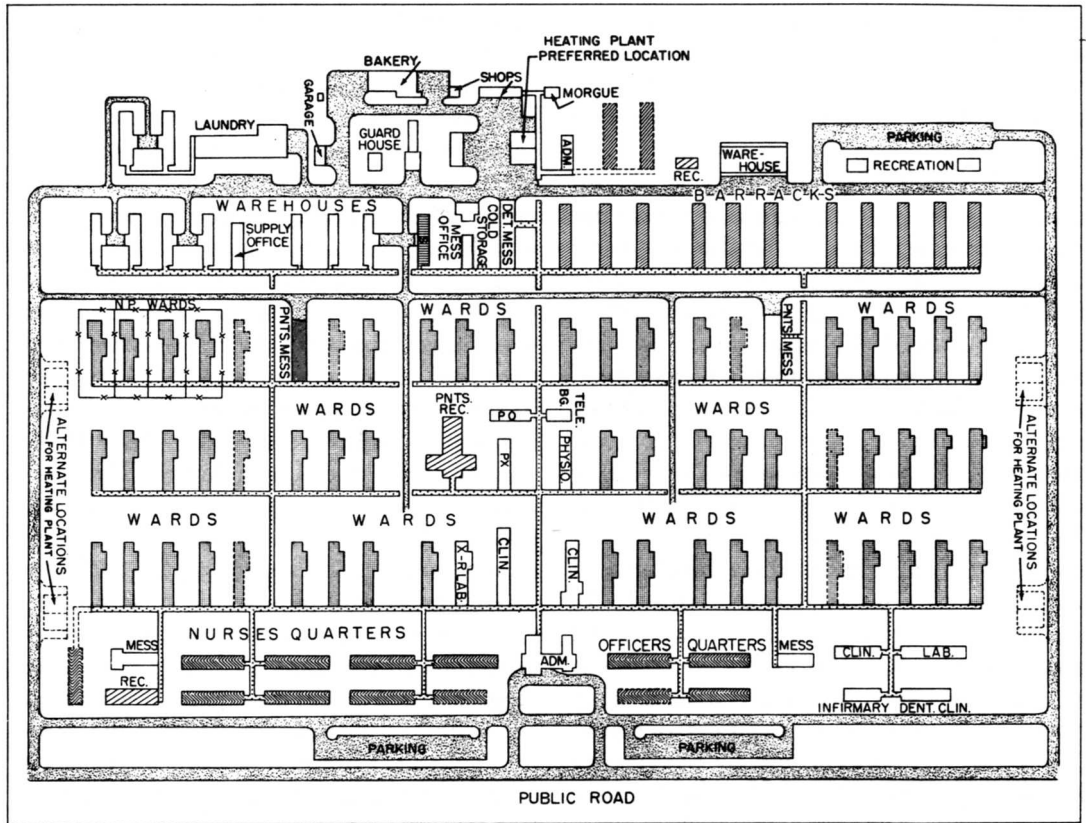 HEATING PLANT
PREFERRED LOCATION
BAKERY
SHOPS
MORGUE
GARAGE
LAUNDRY
GUARD
HOUSE
ADM.
REC.
WARE-
HOUSE
PARKING
RECREATION
BARRACKS
WAREHOUSES
SUPPLY
OFFICE
S
MESS
OFFICE
COLD
STORAGE
DET. MESS
N.P. WARDS
PNTS. MESS
WARDS
PNTS. MESS
WARDS
ALTERNATE LOCATIONS
FOR HEATING PLANT
WARDS
PNTS.
REC.
PO
TELE.
BG.
WARDS
ALTERNATE LOCATIONS
FOR HEATING PLANT
PX
PHYSIO.
WARDS
WARDS
WARDS
WARDS
X-R LAB.
CLIN.
CLIN.
NURSES QUARTERS
MESS
REC.
ADM.
OFFICERS QUARTERS
MESS
CLIN.
LAB.
INFIRMARY
DENT. CLIN.
PARKING
PARKING
PUBLIC ROAD